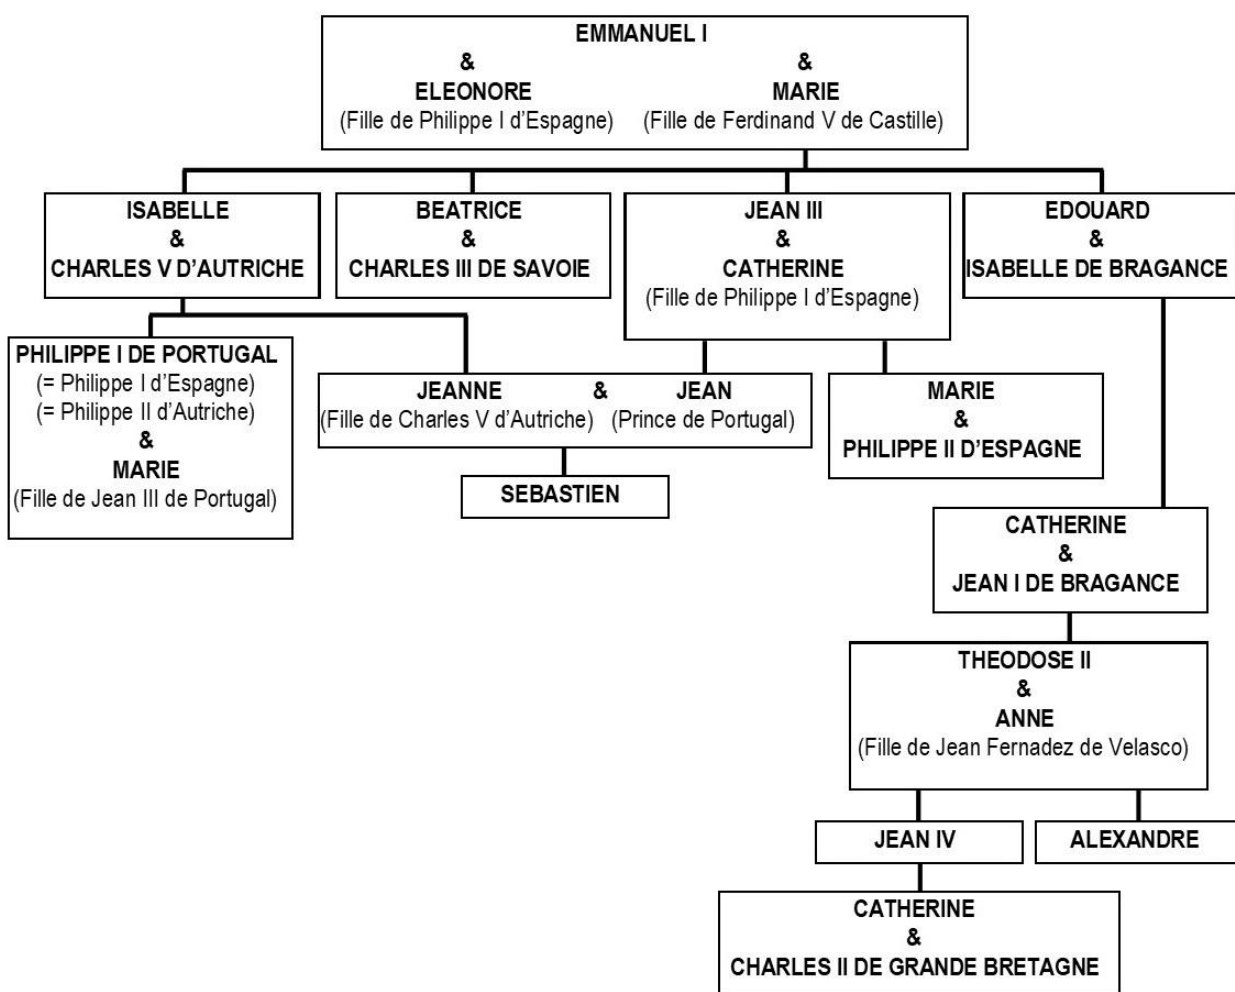 EMMANUEL I
& &
ELEONORE MARIE
(Fille de Philippe I d’Espagne) (Fille de Ferdinand V de Castille)
ISABELLE
&
CHARLES V D’AUTRICHE
BEATRICE
&
CHARLES III DE SAVOIE
JEAN III
&
CATHERINE
(Fille de Philippe I d’Espagne)
EDOUARD
&
ISABELLE DE BRAGANCE
PHILIPPE I DE PORTUGAL
(= Philippe I d’Espagne)
(= Philippe II d’Autriche)
&
MARIE
(Fille de Jean III de Portugal)
JEANNE & JEAN
(Fille de Charles V d’Autriche) (Prince de Portugal)
MARIE
&
PHILIPPE II D’ESPAGNE
SEBASTIEN
CATHERINE
&
JEAN I DE BRAGANCE
THEODOSE II
&
ANNE
(Fille de Jean Fernadez de Velasco)
JEAN IV
ALEXANDRE
CATHERINE
&
CHARLES II DE GRANDE BRETAGNE